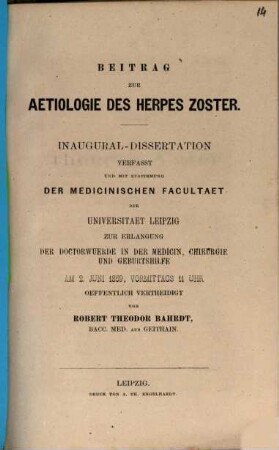 14
BEITRAG
ZUR
AETIOLOGIE DES HERPES ZOSTER.
INAUGURAL-DISSERTATION
VERFASST
UND MIT ZUSTIMMUNG
DER MEDICINISCHEN FACULTAET
DER
UNIVERSITAET LEIPZIG
ZUR ERLANGUNG
DER DOCTORWUERDE IN DER MEDICIN, CHIRURGIE
UND GEBURTSHILFE
AM 2. JUNI 1869, VORMITTAGS 11 UHR
OEFFENTLICH VERTHEIDIGT
VON
ROBERT THEODOR BAHRDT,
BACC. MED. AUS GEITHAIN.
LEIPZIG.
DRUCK VON A. TH. ENGELHARDT.